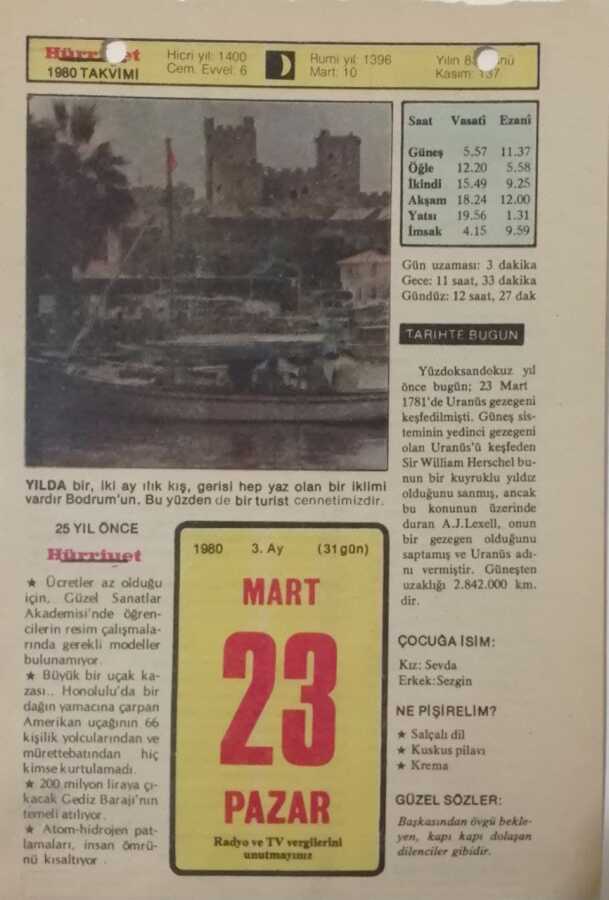 Hürriyet
1980 TAKVİMİ
Hicri yıl: 1400
Cem. Evvel: 6
Rumi yıl: 1396
Mart: 10
Yılın
Kasım:
Saat Vasatî Ezanî
Güneş 5.57 11.37
Öğle 12.20 5.58
İkindi 15.49 9.25
Akşam 18.24 12.00
Yatsı 19.56 1.31
İmsak 4.15 9.59
Gün uzaması: 3 dakika
Gece: 11 saat, 33 dakika
Gündüz: 12 saat, 27 dak
YILDA bir, iki ay ılık kış, gerisi hep yaz olan bir iklimi
vardır Bodrum'un. Bu yüzden de bir turist cennetimizdir.
TARIHTE BUGUN
Yüzdoksandokuz yıl
önce bugün; 23 Mart
1781'de Uranüs gezegeni
keşfedilmişti. Güneş sis-
teminin yedinci gezegeni
olan Uranüs'ü keşfeden
Sir William Herschel bu-
nun bir kuyruklu yıldız
olduğunu sanmış, ancak
bu konunun üzerinde
duran A.J.Lexell, onun
bir gezegen olduğunu
saptamış ve Uranüs adı-
nı vermiştir. Güneşten
uzaklığı 2.842.000 km.
dir.
25 YIL ÖNCE
Hürriyet
★ Ücretler az olduğu
için, Güzel Sanatlar
Akademisi'nde öğren-
cilerin resim çalışmala-
rında gerekli modeller
bulunamıyor.
★ Büyük bir uçak ka-
zası.. Honolulu'da bir
dağın yamacına çarpan
Amerikan uçağının 66
kişilik yolcularından ve
mürettebatından hiç
kimse kurtulamadı.
★ 200 milyon liraya çı-
kacak Gediz Barajı'nın
temeli atılıyor.
★ Atom-hidrojen pat-
lamaları, insan ömrü-
nü kısaltıyor.
1980 3. Ay (31 gün)
MART
23
PAZAR
Radyo ve TV vergilerini
unutmayınız
ÇOCUĞA ISIM:
Kız: Sevda
Erkek: Sezgin
NE PİŞİRELİM?
★ Salçalı dil
★ Kuskus pilavı
★ Krema
GÜZEL SÖZLER:
Başkasından övgü bekle-
yen, kapı kapı dolaşan
dilenciler gibidir.